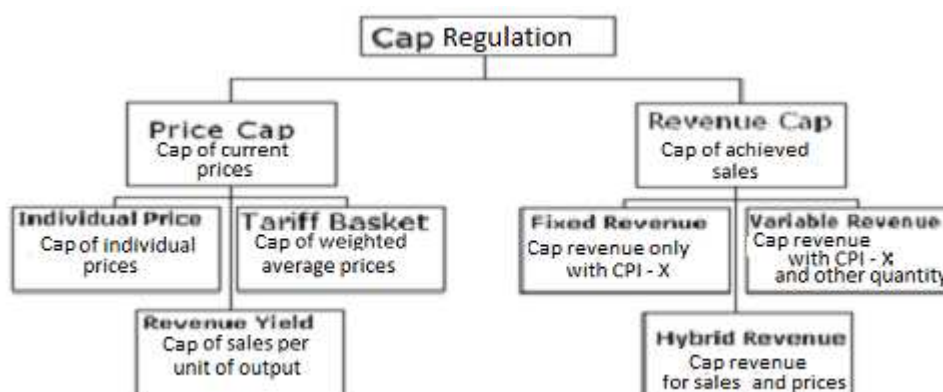 Cap Regulation
Price Cap
Cap of current
prices
Revenue Cap
Cap of achieved
sales
Individual Price
Cap of individual
prices
Tariff Basket
Cap of weighted
average prices
Fixed Revenue
Cap revenue only
with CPI - X
Variable Revenue
Cap revenue
with CPI - X
and other quantity
Revenue Yield
Cap of sales per
unit of output
Hybrid Revenue
Cap revenue
for sales and prices